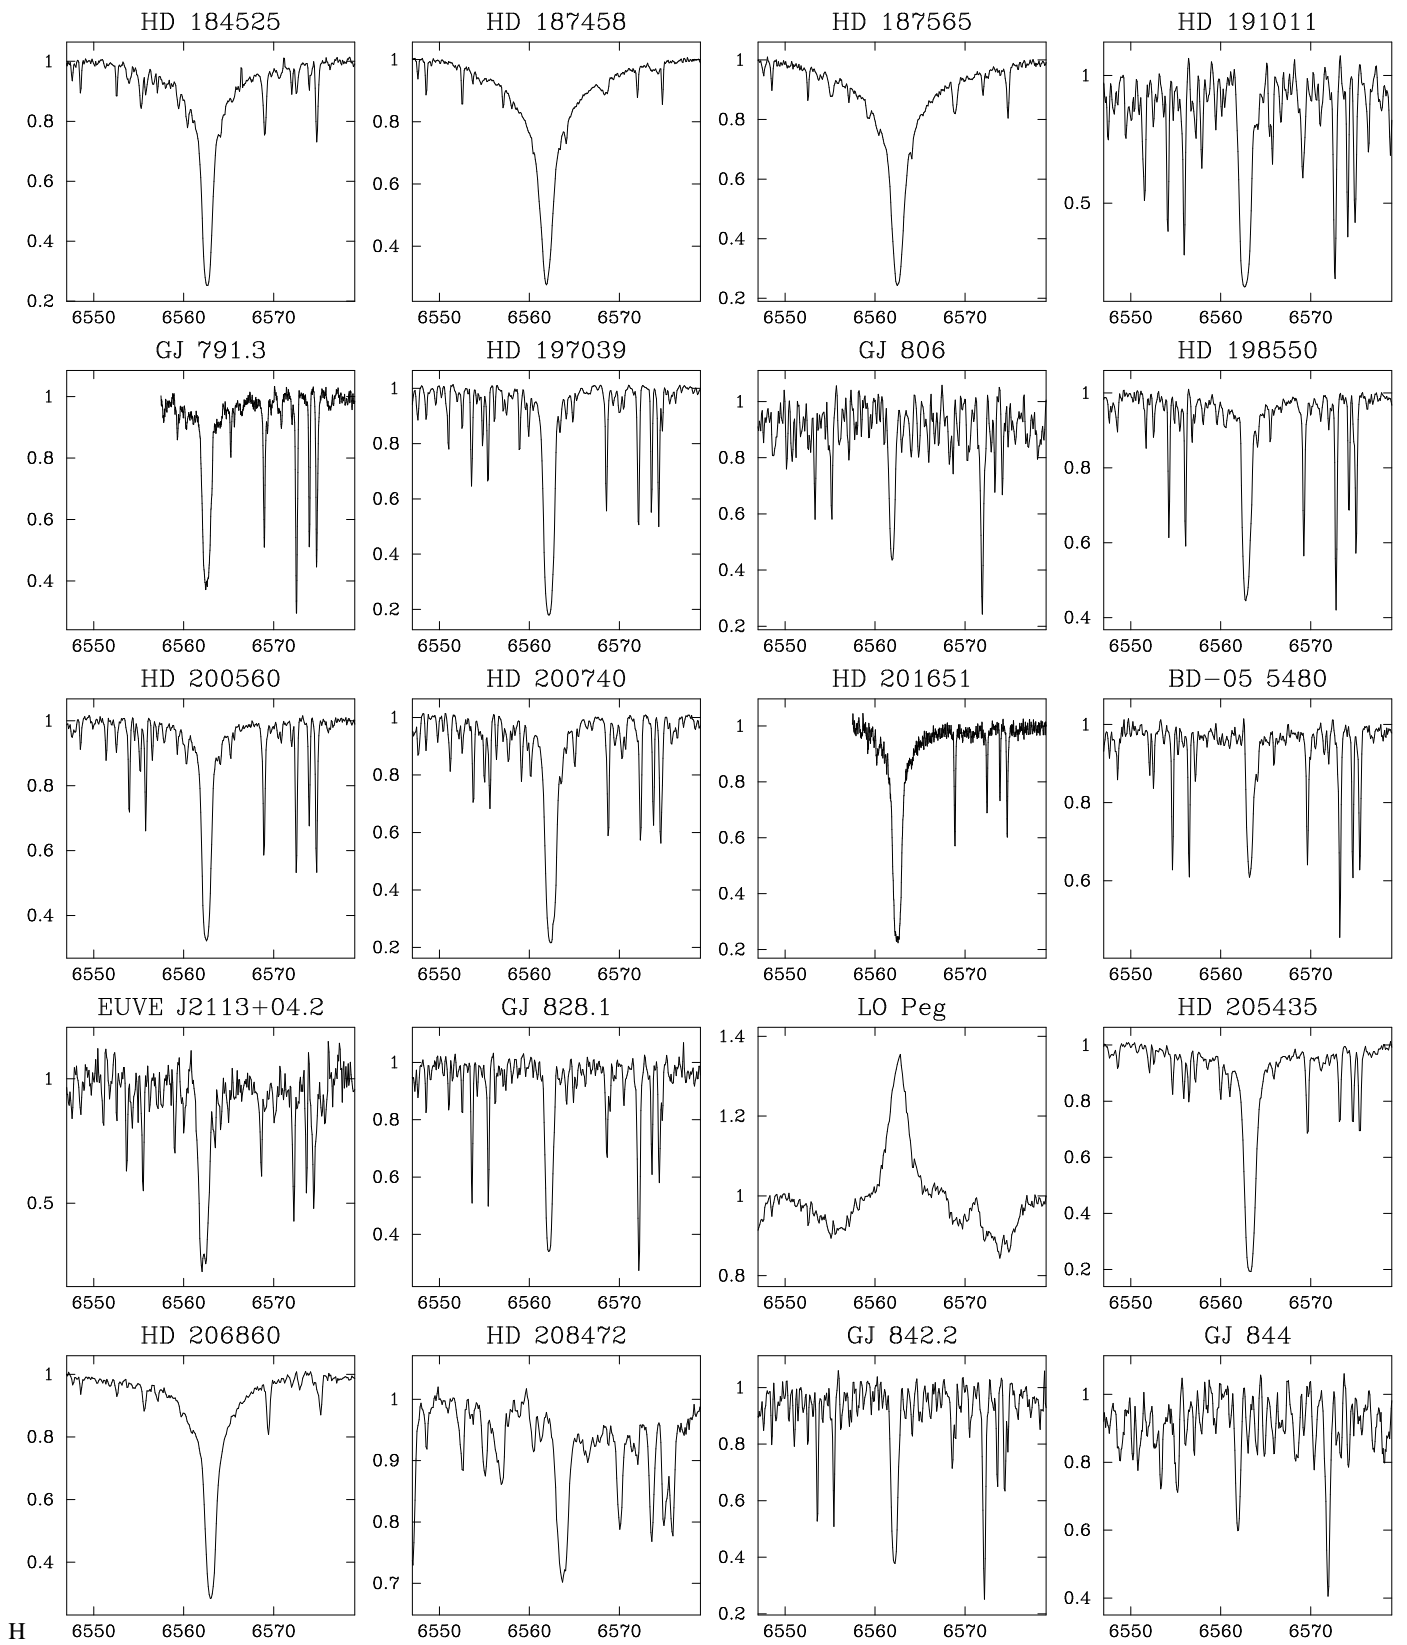 HD 184525 HD 187458 HD 187565 HD 191011
1 1 1 1
0.8 0.8 0.8
0.6 0.6 0.6 0.5
0.4 0.4 0.4
0.2 0.2
6550 6560 6570 6550 6560 6570 6550 6560 6570 6550 6560 6570
GJ 791.3 HD 197039 GJ 806 HD 198550
1 1 1 1
0.8 0.8 0.8 0.8
0.6 0.6 0.6 0.6
0.4 0.4 0.4 0.4
0.2 0.2
6550 6560 6570 6550 6560 6570 6550 6560 6570 6550 6560 6570
HD 200560 HD 200740 HD 201651 BD−05 5480
1 1 1 1
0.8 0.8 0.8 0.8
0.6 0.6 0.6 0.6
0.4 0.4 0.4
0.2 0.2
6550 6560 6570 6550 6560 6570 6550 6560 6570 6550 6560 6570
EUVE J2113+04.2 GJ 828.1 LO Peg HD 205435
1 1 1.4 1
0.8 1.2 0.8
0.5 0.6 1 0.6
0.4 0.8 0.4
0.2
6550 6560 6570 6550 6560 6570 6550 6560 6570 6550 6560 6570
HD 206860 HD 208472 GJ 842.2 GJ 844
1 1 1 1
0.8 0.9 0.8 0.8
0.6 0.8 0.6 0.6
0.4 0.7 0.4 0.4
0.2
H 6550 6560 6570 6550 6560 6570 6550 6560 6570 6550 6560 6570